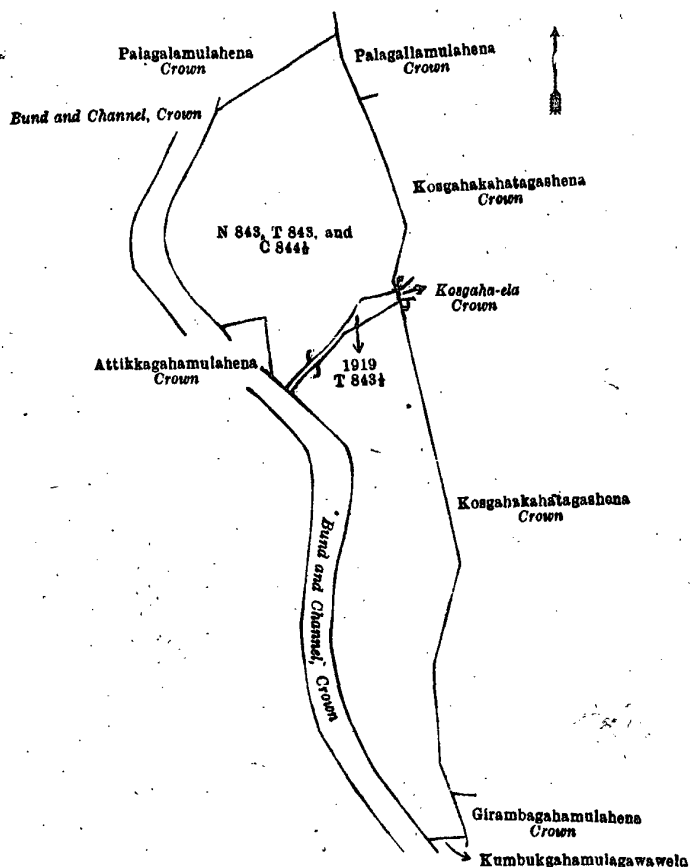 Palagalamulahena
Crown
Palagallamulahena
Crown
Bund and Channel, Crown
Kosgahakahatagashena
Crown
N 843, T 843, and
C 844½
Kosgaha-ela
Crown
Attikkagahamulahena
Crown
1919
T 843½
Kosgahakahatagashena
Crown
Bund and Channel, Crown
Girambagahamulahena
Crown
Kumbukgahamulagawawela